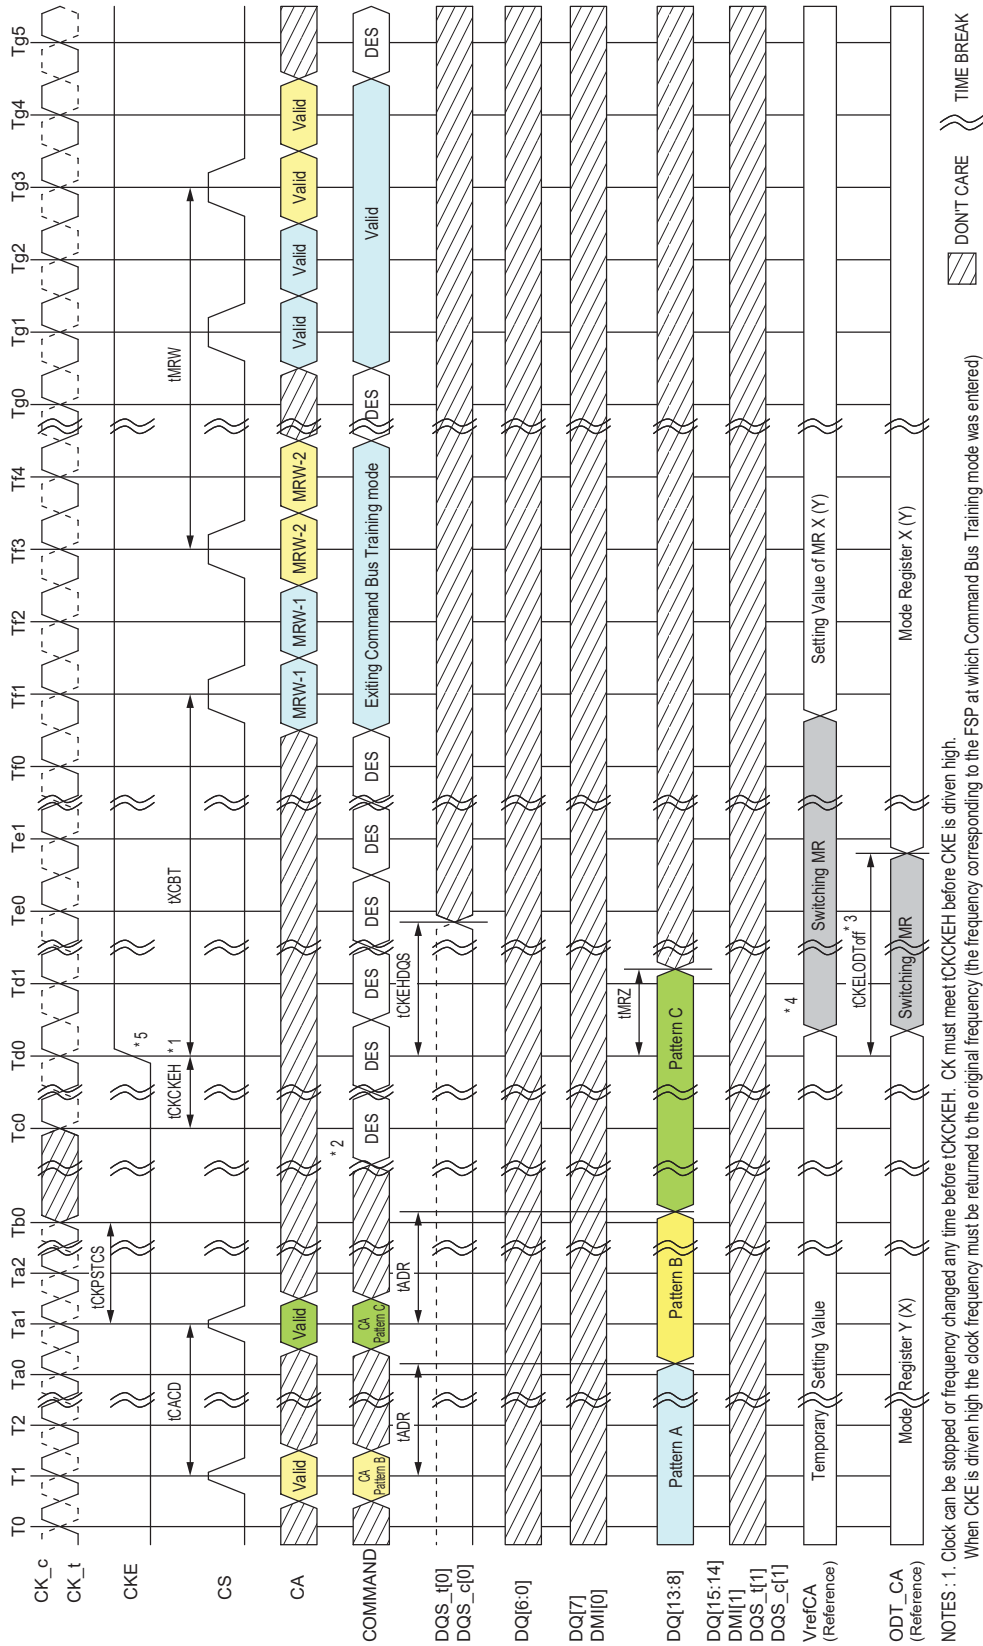 T0 T1 T2 Ta0 Ta1 Ta2 Tb0 Tc0 Td0 Td1 Te0 Te1 Tf0 Tf1 Tf2 Tf3 Tf4 Tg0 Tg1 Tg2 Tg3 Tg4 Tg5
CK_c
CK_t
tCKPSTCS
CKE
* 5
tCACD tCKCKEH * 1 tXCBT tMRW
CS
CA Valid Valid MRW-1 MRW-1 MRW-2 MRW-2 Valid Valid Valid Valid
* 2
COMMAND CA Pattern B CA Pattern C DES DES DES DES DES DES Exiting Command Bus Training mode DES Valid DES
tADR tADR tCKEHDQS
DQS_t[0]
DQS_c[0]
DQ[6:0]
DQ[7]
DMI[0]
tMRZ
DQ[13:8] Pattern A Pattern B Pattern C
DQ[15:14]
DMI[1]
DQS_t[1]
DQS_c[1]
* 4
VrefCA Temporary Setting Value Switching MR Setting Value of MR X (Y)
(Reference)
tCKELODToff * 3
ODT_CA Mode Register Y (X) Switching MR Mode Register X (Y)
(Reference)
DON'T CARE TIME BREAK
NOTES : 1. Clock can be stopped or frequency changed any time before tCKCKEH. CK must meet tCKCKEH before CKE is driven high.
When CKE is driven high the clock frequency must be returned to the original frequency (the frequency corresponding to the FSP at which Command Bus Training mode was entered)